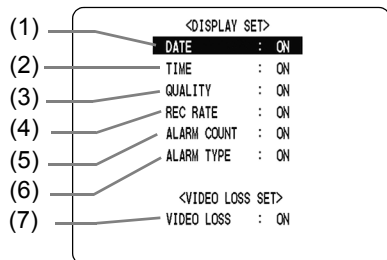 <DISPLAY SET>
(1) DATE : ON
(2) TIME : ON
(3) QUALITY : ON
(4) REC RATE : ON
(5) ALARM COUNT : ON
(6) ALARM TYPE : ON
<VIDEO LOSS SET>
(7) VIDEO LOSS : ON